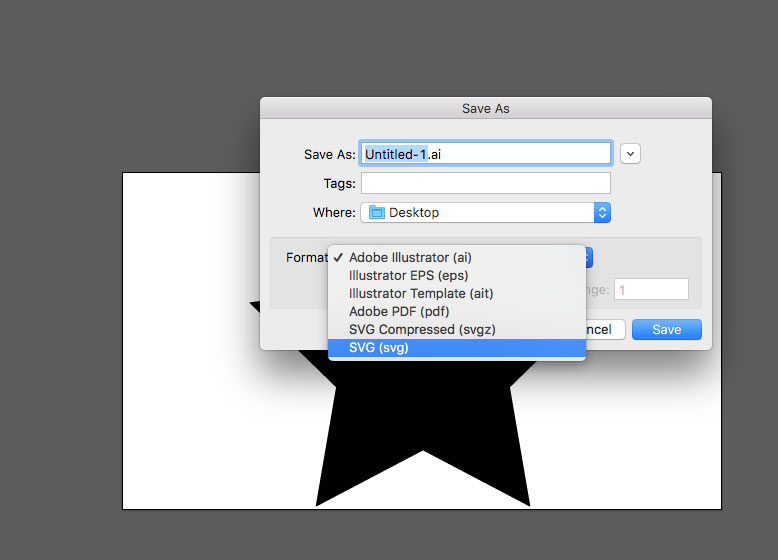 Save As
Save As: Untitled-1.ai
Tags:
Where: Desktop
Format
✓ Adobe Illustrator (ai)
Illustrator EPS (eps)
Illustrator Template (ait)
nge: 1
Adobe PDF (pdf)
SVG Compressed (svgz)
ncel
Save
SVG (svg)